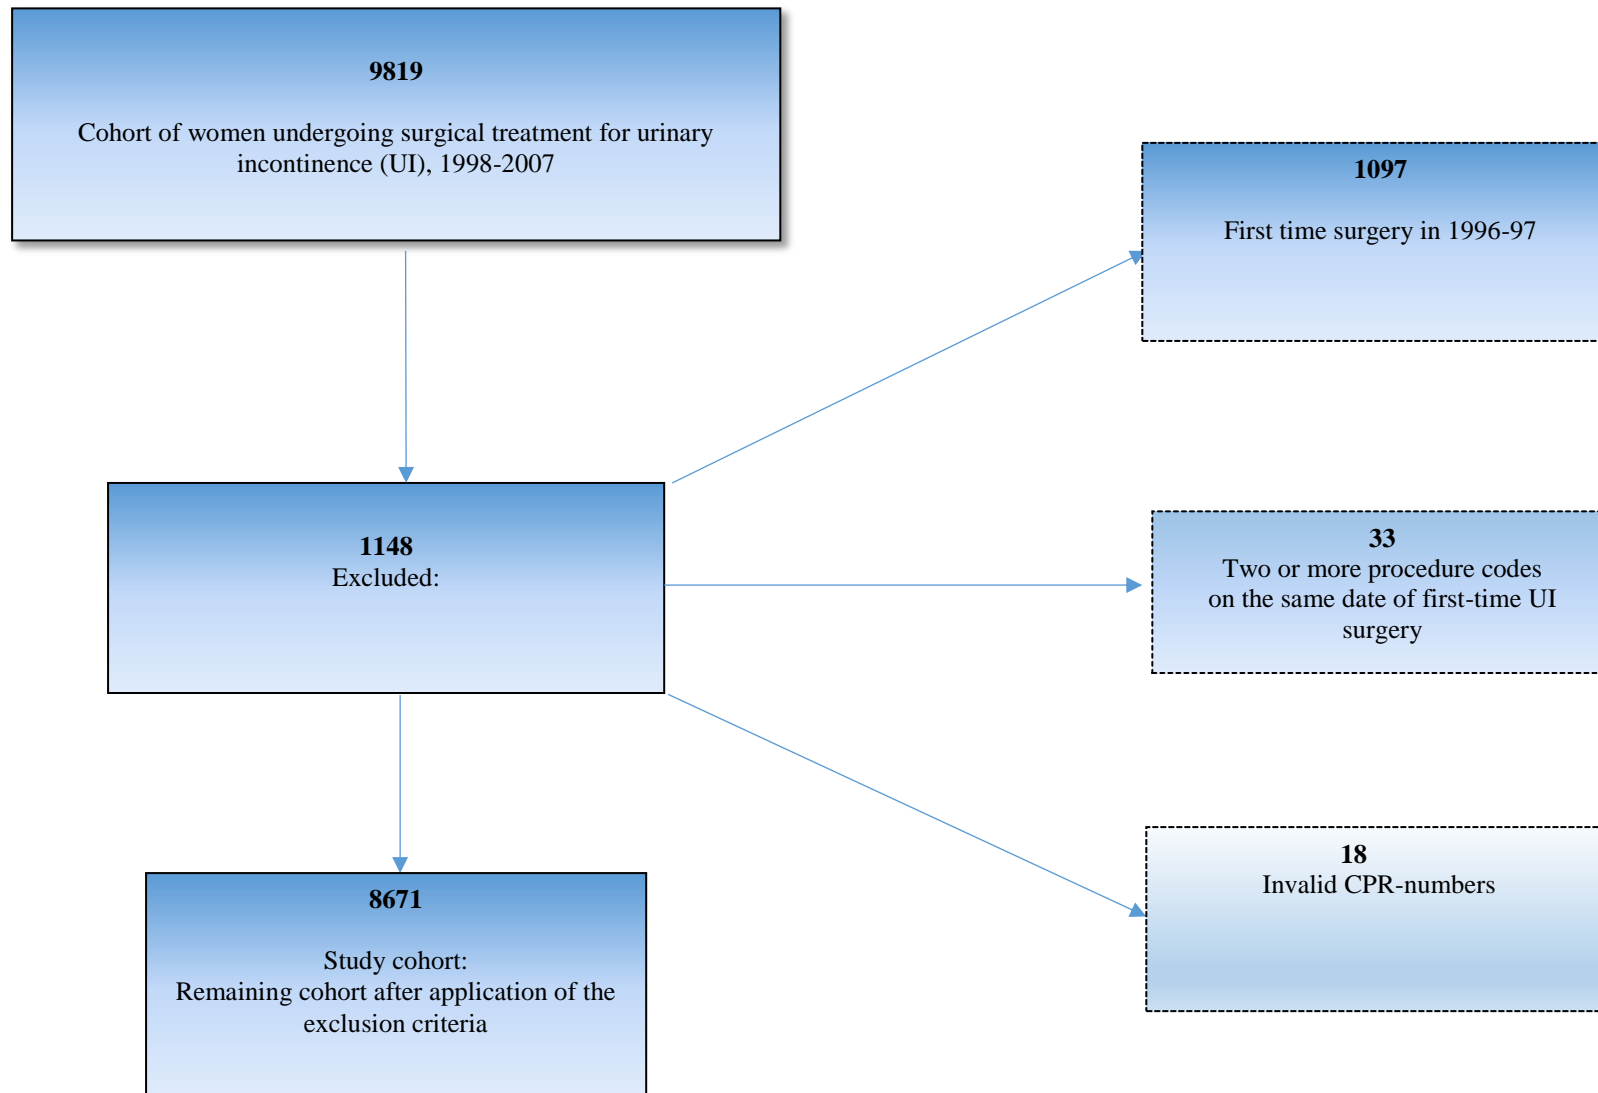 9819
Cohort of women undergoing surgical treatment for urinary
incontinence (UI), 1998-2007
1097
First time surgery in 1996-97
1148
Excluded:
33
Two or more procedure codes
on the same date of first-time UI
surgery
18
Invalid CPR-numbers
8671
Study cohort:
Remaining cohort after application of the
exclusion criteria